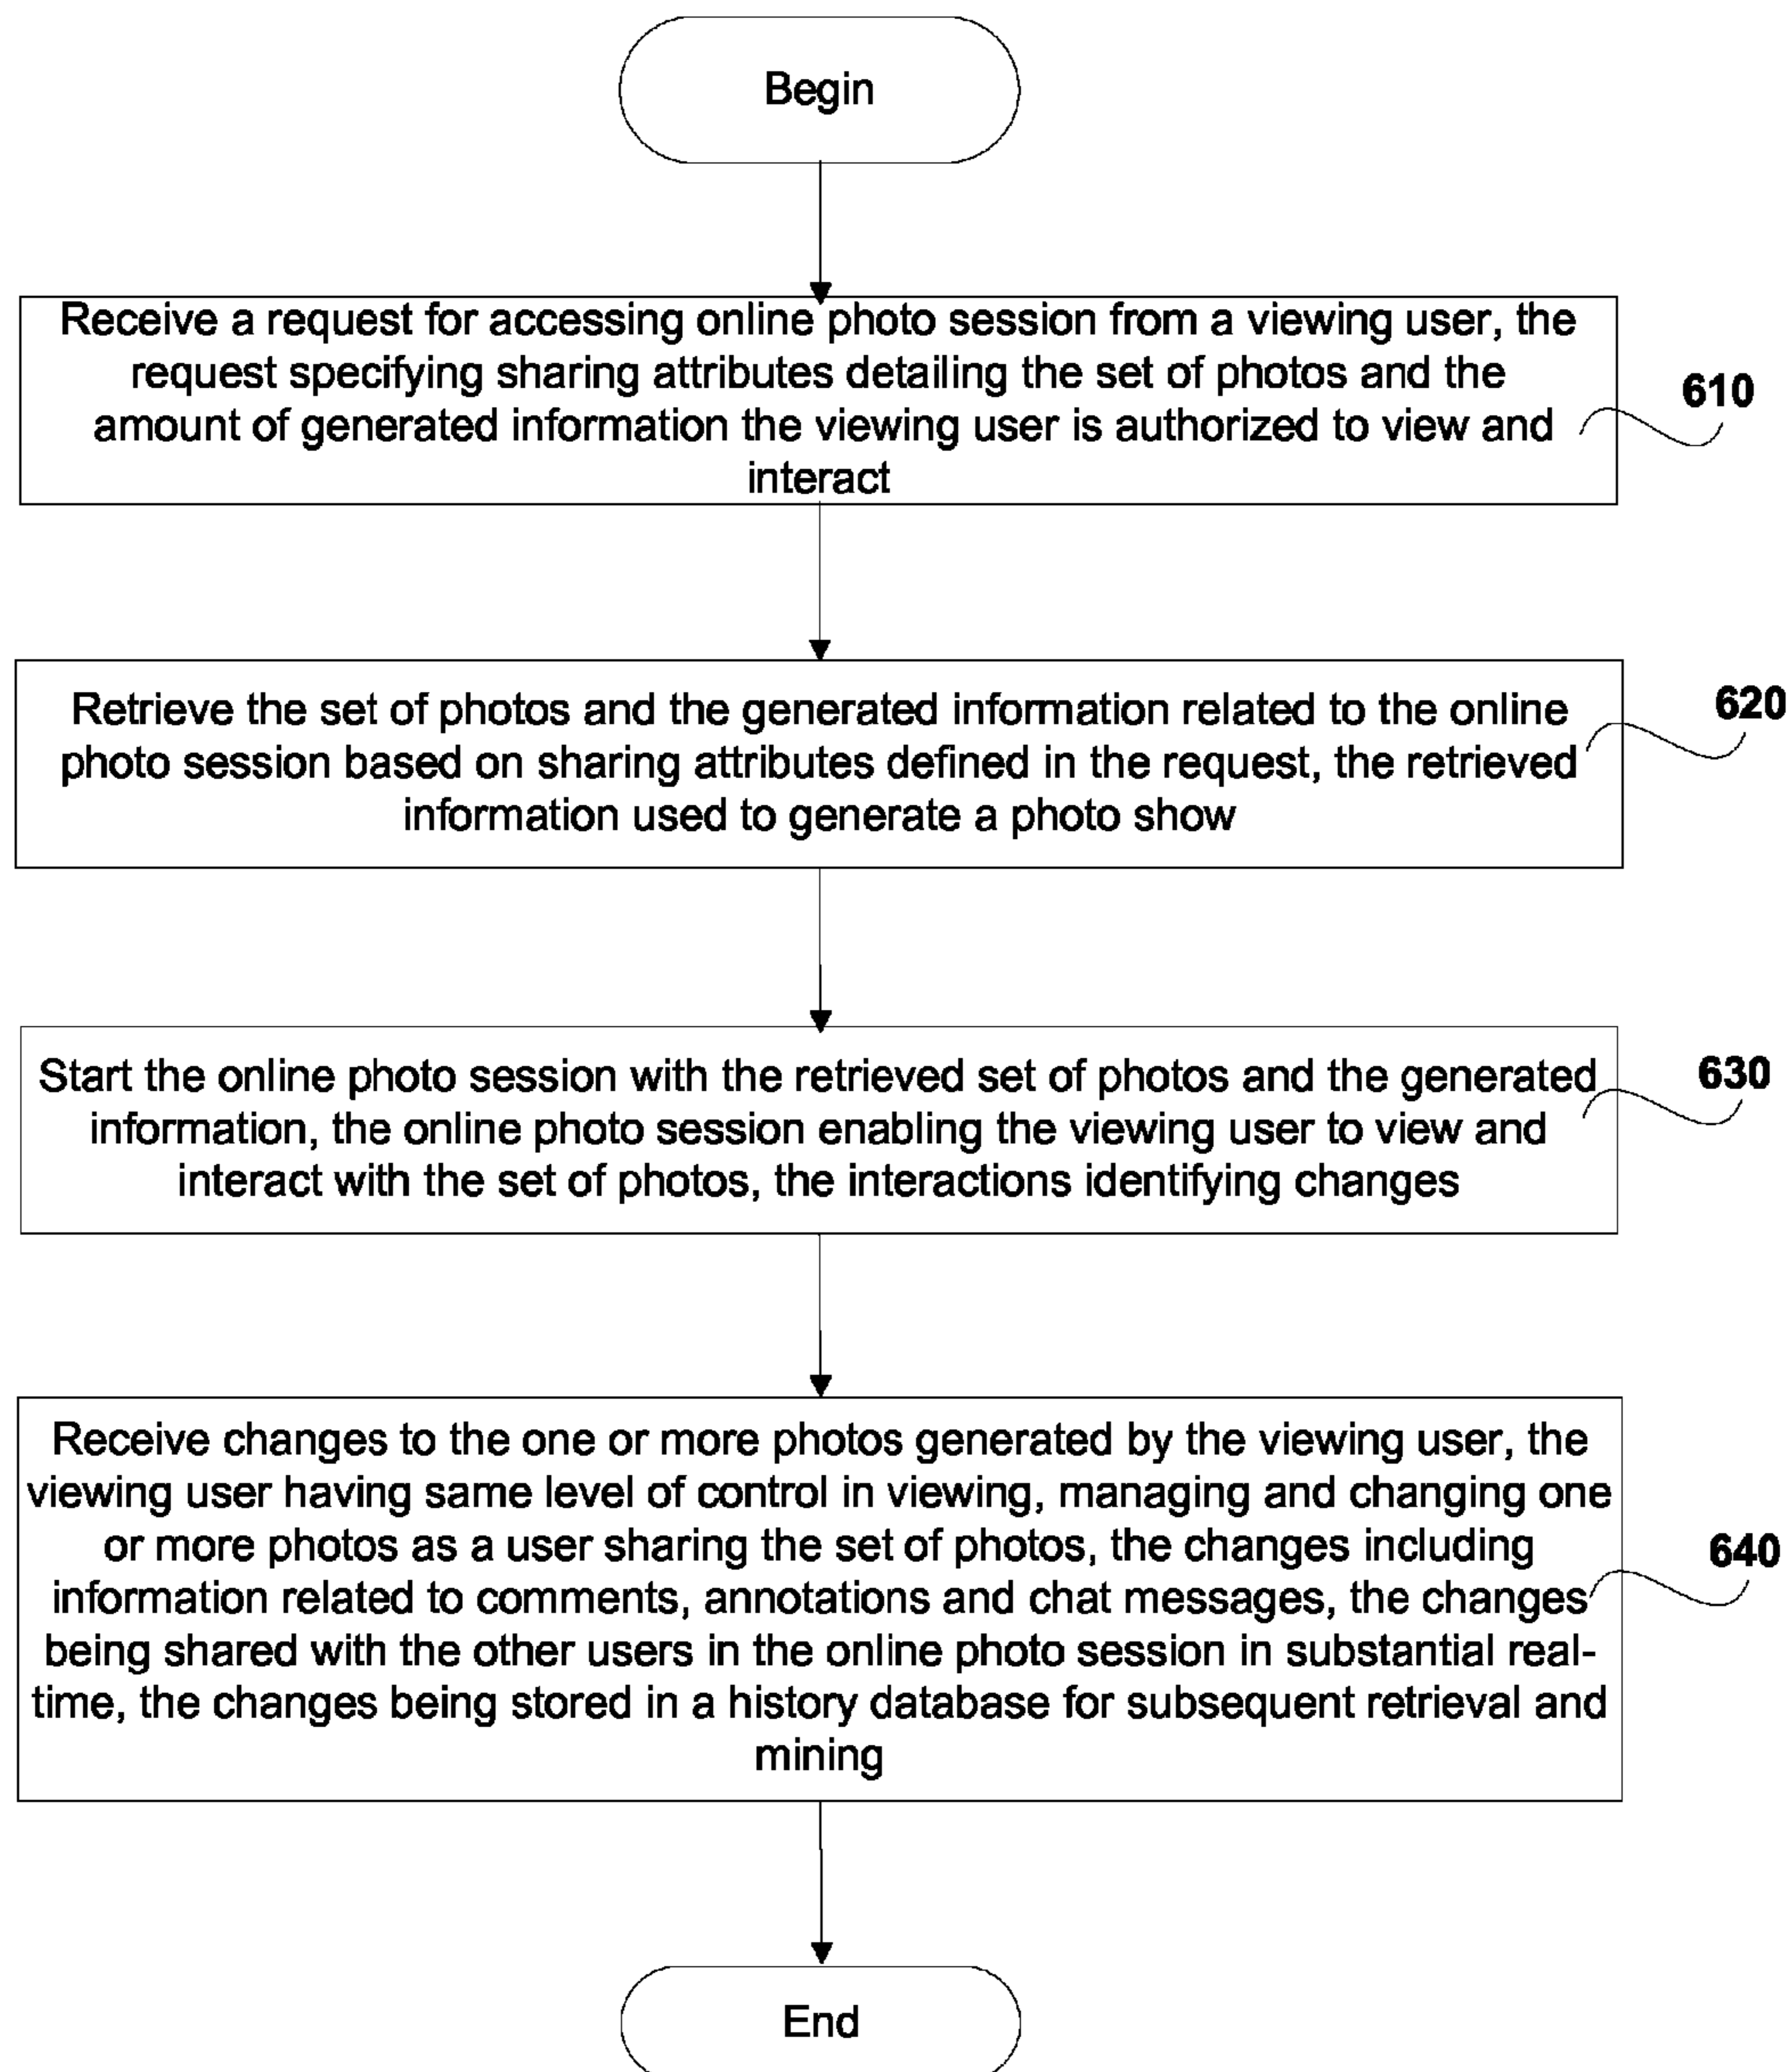 Begin
Receive a request for accessing online photo session from a viewing user, the
request specifying sharing attributes detailing the set of photos and the
amount of generated information the viewing user is authorized to view and
interact
610
Retrieve the set of photos and the generated information related to the online
photo session based on sharing attributes defined in the request, the retrieved
information used to generate a photo show
620
Start the online photo session with the retrieved set of photos and the generated
information, the online photo session enabling the viewing user to view and
interact with the set of photos, the interactions identifying changes
630
Receive changes to the one or more photos generated by the viewing user, the
viewing user having same level of control in viewing, managing and changing one
or more photos as a user sharing the set of photos, the changes including
information related to comments, annotations and chat messages, the changes
being shared with the other users in the online photo session in substantial real-
time, the changes being stored in a history database for subsequent retrieval and
mining
640
End